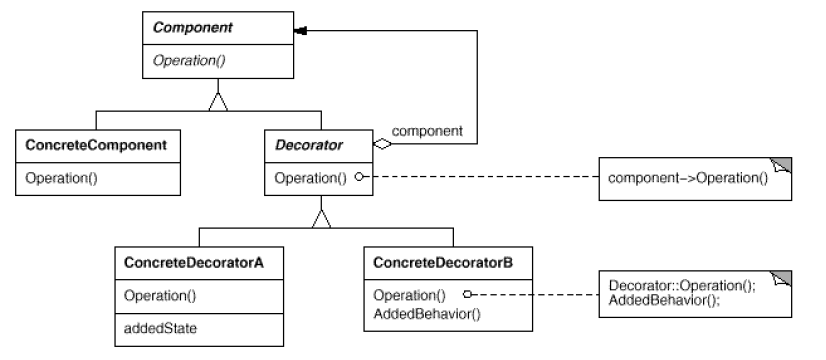 Component
Operation()
component
ConcreteComponent
Operation()
Decorator
Operation()
component->Operation()
ConcreteDecoratorA
Operation()
addedState
ConcreteDecoratorB
Operation()
AddedBehavior()
Decorator::Operation();
AddedBehavior();